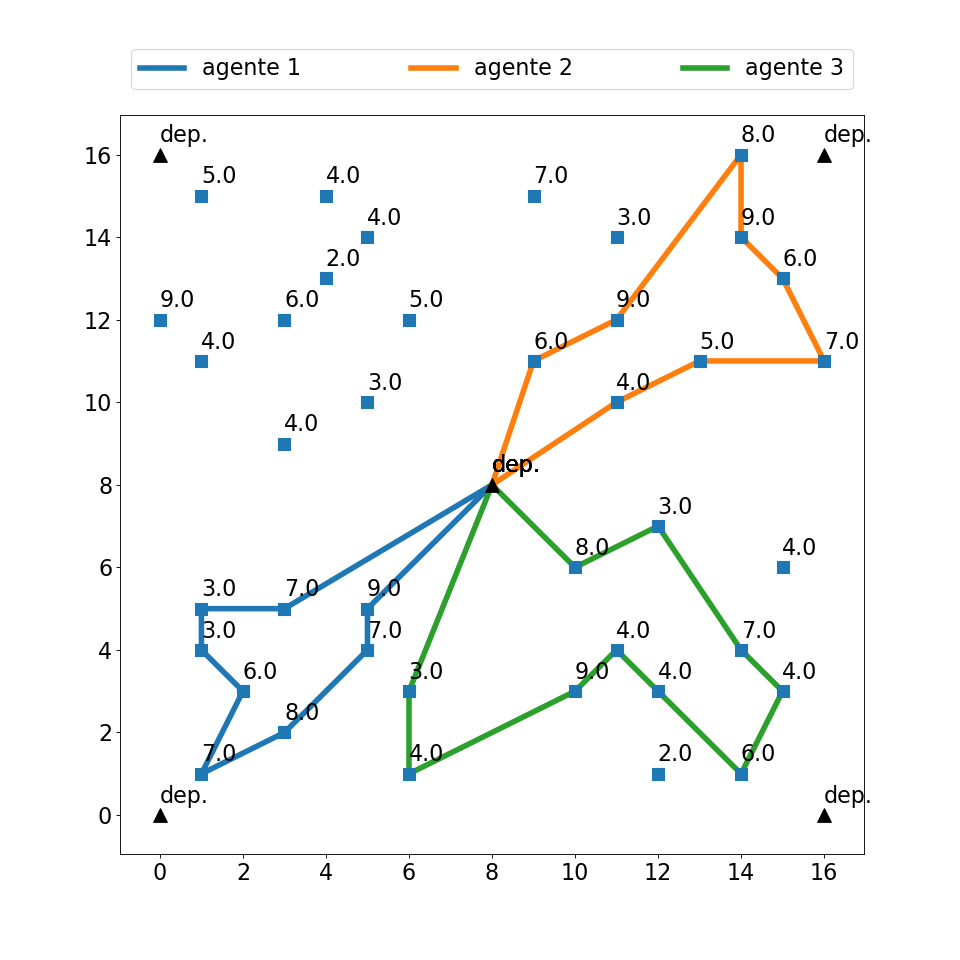 agente 1 agente 2 agente 3
dep. 8.0 dep.
16
5.0 4.0 7.0
4.0 3.0 9.0
14
2.0 6.0
9.0 6.0 5.0 9.0
12
4.0 6.0 5.0 7.0
3.0 4.0
10
4.0
dep. dep.
8
3.0
8.0 4.0
6
3.0 7.0 9.0
3.0 7.0 4.0 7.0
4
6.0 3.0 9.0 4.0 4.0
8.0
2
7.0 4.0 2.0 6.0
dep. dep.
0
0 2 4 6 8 10 12 14 16